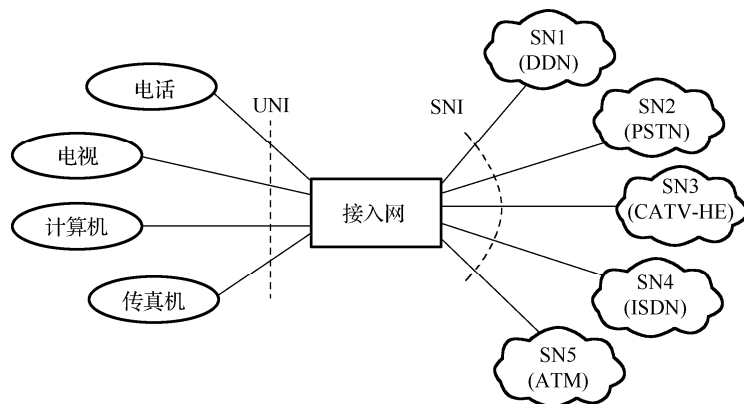 电话
电视
计算机
传真机
UNI
接入网
SNI
SN1
(DDN)
SN2
(PSTN)
SN3
(CATV-HE)
SN4
(ISDN)
SN5
(ATM)